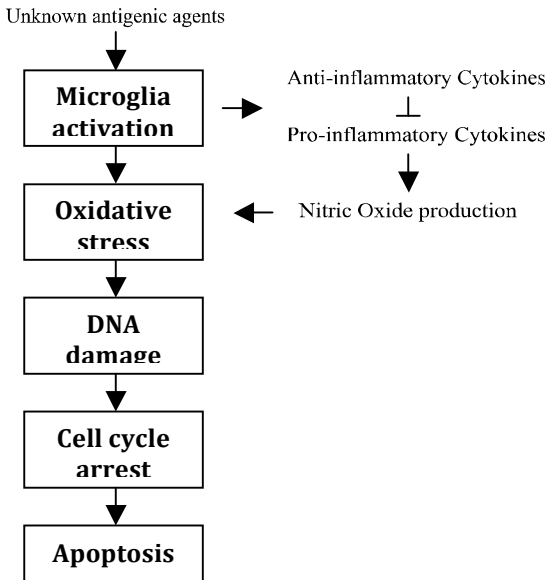 Unknown antigenic agents
Microglia
activation
Anti-inflammatory Cytokines
Pro-inflammatory Cytokines
Oxidative
stress
Nitric Oxide production
DNA
damage
Cell cycle
arrest
Apoptosis